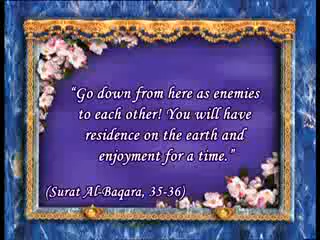 “Go down from here as enemies
to each other! You will have
residence on the earth and
enjoyment for a time.”
(Surat Al-Baqara, 35-36)